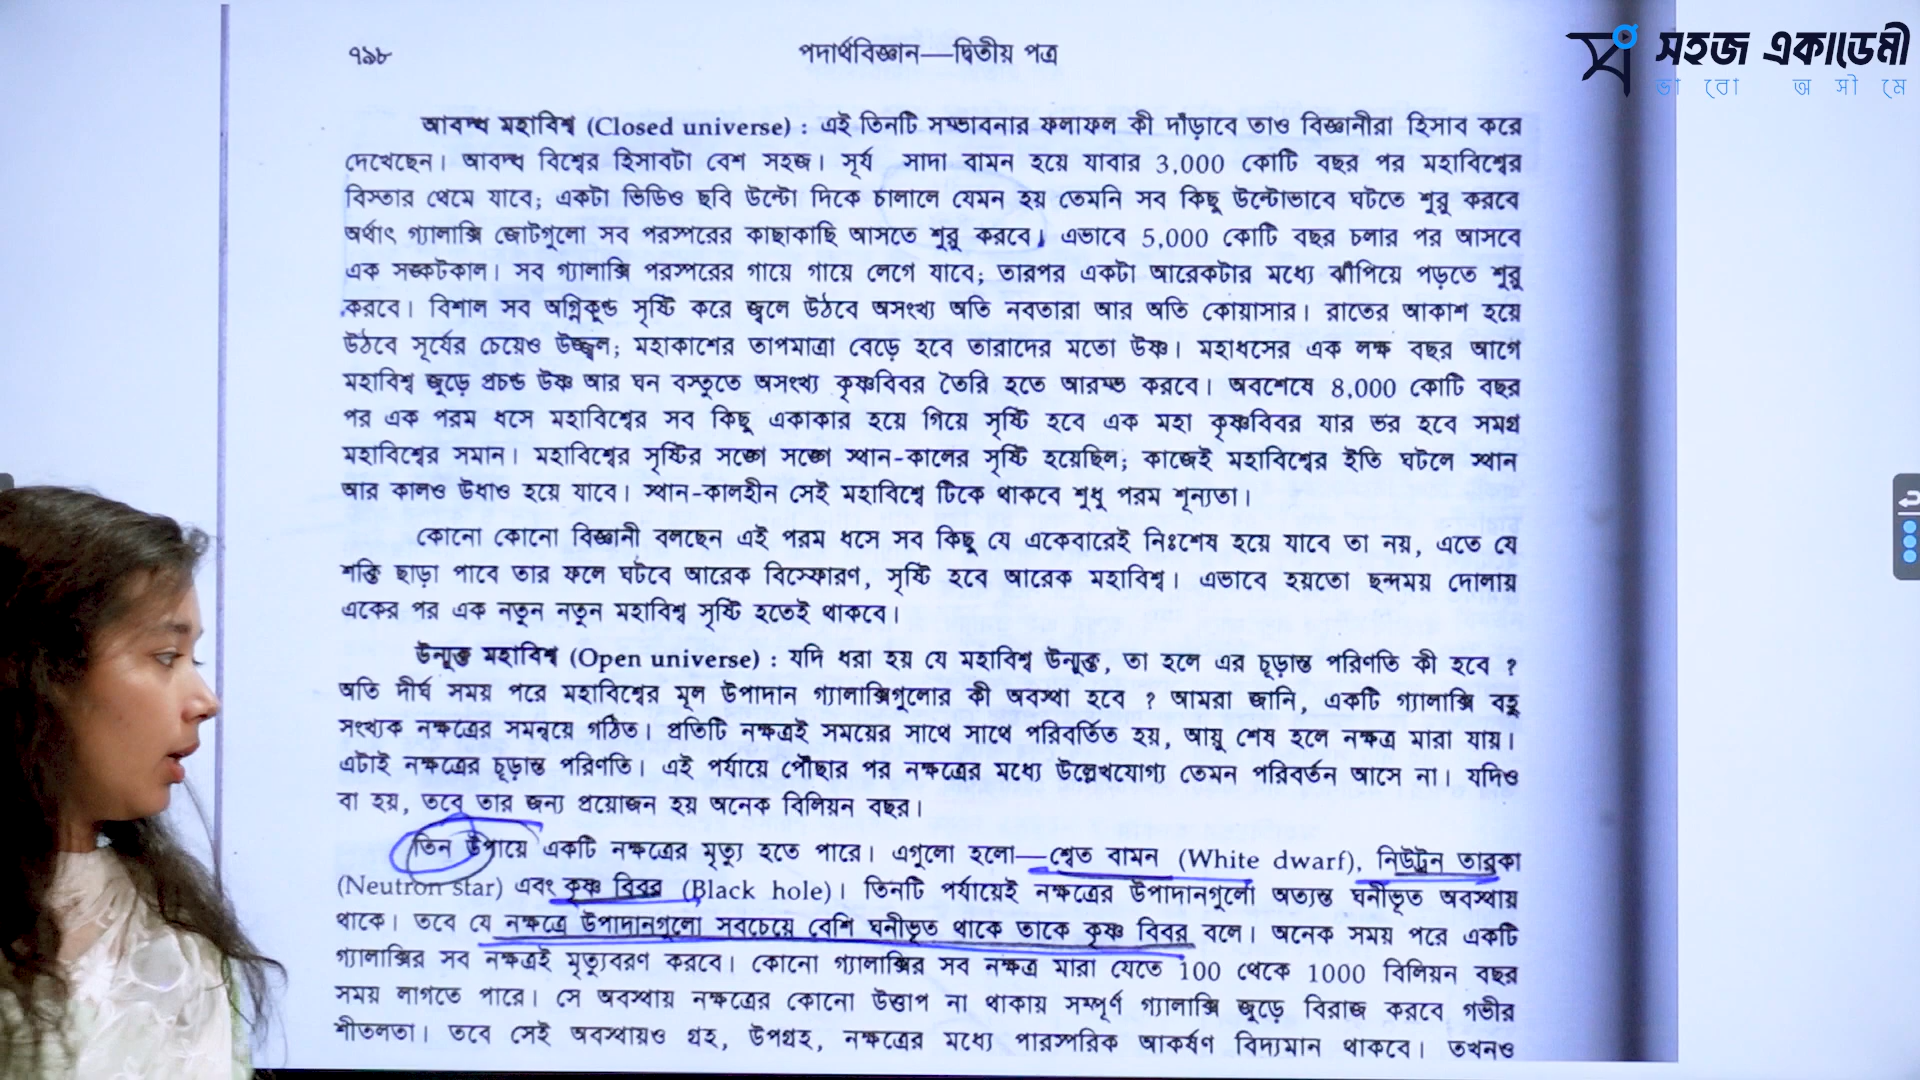 ৭৯৮
পদার্থবিজ্ঞান—দ্বিতীয় পত্র
সহজ একাডেমী
ভাবো অসীমে
আবদ্ধ মহাবিশ্ব (Closed universe) : এই তিনটি সম্ভাবনার ফলাফল কী দাঁড়াবে তাও বিজ্ঞানীরা হিসাব করে
দেখেছেন। আবদ্ধ বিশ্বের হিসাবটা বেশ সহজ। সূর্য সাদা বামন হয়ে যাবার 3,000 কোটি বছর পর মহাবিশ্বের
বিস্তার থেমে যাবে; একটা ভিডিও ছবি উল্টো দিকে চালালে যেমন হয় তেমনি সব কিছু উল্টোভাবে ঘটতে শুরু করবে
অর্থাৎ গ্যালাক্সি জোটগুলো সব পরস্পরের কাছাকাছি আসতে শুরু করবে। এভাবে 5,000 কোটি বছর চলার পর আসবে
এক সঙ্কটকাল। সব গ্যালাক্সি পরস্পরের গায়ে গায়ে লেগে যাবে; তারপর একটা আরেকটার মধ্যে ঝাঁপিয়ে পড়তে শুরু
করবে। বিশাল সব অগ্নিকুণ্ড সৃষ্টি করে জ্বলে উঠবে অসংখ্য অতি নবতারা আর অতি কোয়াসার। রাতের আকাশ হয়ে
উঠবে সূর্যের চেয়েও উজ্জ্বল; মহাকাশের তাপমাত্রা বেড়ে হবে তারাদের মতো উষ্ণ। মহাধসের এক লক্ষ বছর আগে
মহাবিশ্ব জুড়ে প্রচণ্ড উষ্ণ আর ঘন বস্তুতে অসংখ্য কৃষ্ণবিবর তৈরি হতে আরম্ভ করবে। অবশেষে 8,000 কোটি বছর
পর এক পরম ধসে মহাবিশ্বের সব কিছু একাকার হয়ে গিয়ে সৃষ্টি হবে এক মহা কৃষ্ণবিবর যার ভর হবে সমগ্র
মহাবিশ্বের সমান। মহাবিশ্বের সৃষ্টির সঙ্গে সঙ্গে স্থান-কালের সৃষ্টি হয়েছিল; কাজেই মহাবিশ্বের ইতি ঘটলে স্থান
আর কালও উধাও হয়ে যাবে। স্থান-কালহীন সেই মহাবিশ্বে টিকে থাকবে শুধু পরম শূন্যতা।
কোনো কোনো বিজ্ঞানী বলছেন এই পরম ধসে সব কিছু যে একেবারেই নিঃশেষ হয়ে যাবে তা নয়, এতে যে
শক্তি ছাড়া পাবে তার ফলে ঘটবে আরেক বিস্ফোরণ, সৃষ্টি হবে আরেক মহাবিশ্ব। এভাবে হয়তো ছন্দময় দোলায়
একের পর এক নতুন নতুন মহাবিশ্ব সৃষ্টি হতেই থাকবে।
উন্মুক্ত মহাবিশ্ব (Open universe) : যদি ধরা হয় যে মহাবিশ্ব উন্মুক্ত, তা হলে এর চূড়ান্ত পরিণতি কী হবে ?
অতি দীর্ঘ সময় পরে মহাবিশ্বের মূল উপাদান গ্যালাক্সিগুলোর কী অবস্থা হবে ? আমরা জানি, একটি গ্যালাক্সি বহু
সংখ্যক নক্ষত্রের সমন্বয়ে গঠিত। প্রতিটি নক্ষত্রই সময়ের সাথে সাথে পরিবর্তিত হয়, আয়ু শেষ হলে নক্ষত্র মারা যায়।
এটাই নক্ষত্রের চূড়ান্ত পরিণতি। এই পর্যায়ে পৌঁছার পর নক্ষত্রের মধ্যে উল্লেখযোগ্য তেমন পরিবর্তন আসে না। যদিও
বা হয়, তবে তার জন্য প্রয়োজন হয় অনেক বিলিয়ন বছর।
তিন উপায়ে একটি নক্ষত্রের মৃত্যু হতে পারে। এগুলো হলো—শ্বেত বামন (White dwarf), নিউট্রন তারকা
(Neutron star) এবং কৃষ্ণ বিবর (Black hole)। তিনটি পর্যায়েই নক্ষত্রের উপাদানগুলো অত্যন্ত ঘনীভূত অবস্থায়
থাকে। তবে যে নক্ষত্রে উপাদানগুলো সবচেয়ে বেশি ঘনীভূত থাকে তাকে কৃষ্ণ বিবর বলে। অনেক সময় পরে একটি
গ্যালাক্সির সব নক্ষত্রই মৃত্যুবরণ করবে। কোনো গ্যালাক্সির সব নক্ষত্র মারা যেতে 100 থেকে 1000 বিলিয়ন বছর
সময় লাগতে পারে। সে অবস্থায় নক্ষত্রের কোনো উত্তাপ না থাকায় সম্পূর্ণ গ্যালাক্সি জুড়ে বিরাজ করবে গভীর
শীতলতা। তবে সেই অবস্থায়ও গ্রহ, উপগ্রহ, নক্ষত্রের মধ্যে পারস্পরিক আকর্ষণ বিদ্যমান থাকবে। তখনও